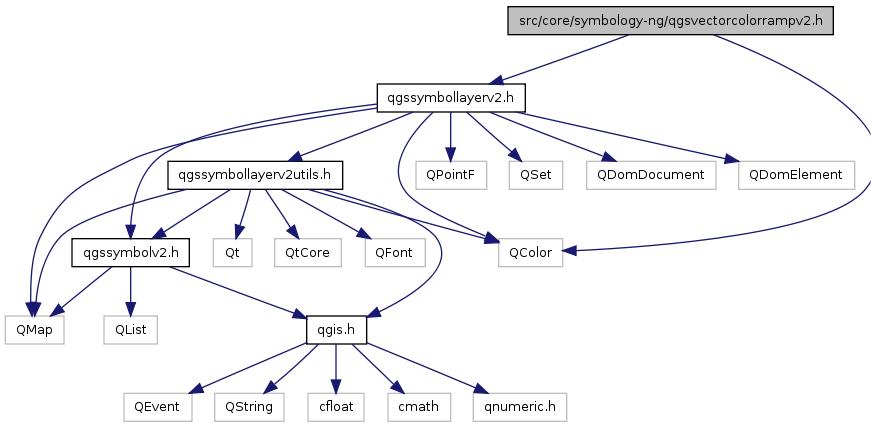 src/core/symbology-ng/qgsvectorcolorrampv2.h
qgssymbollayerv2.h
qgssymbollayerv2utils.h
QPointF
QSet
QDomDocument
QDomElement
qgssymbolv2.h
Qt
QtCore
QFont
QColor
QMap
QList
qgis.h
QEvent
QString
cfloat
cmath
qnumeric.h